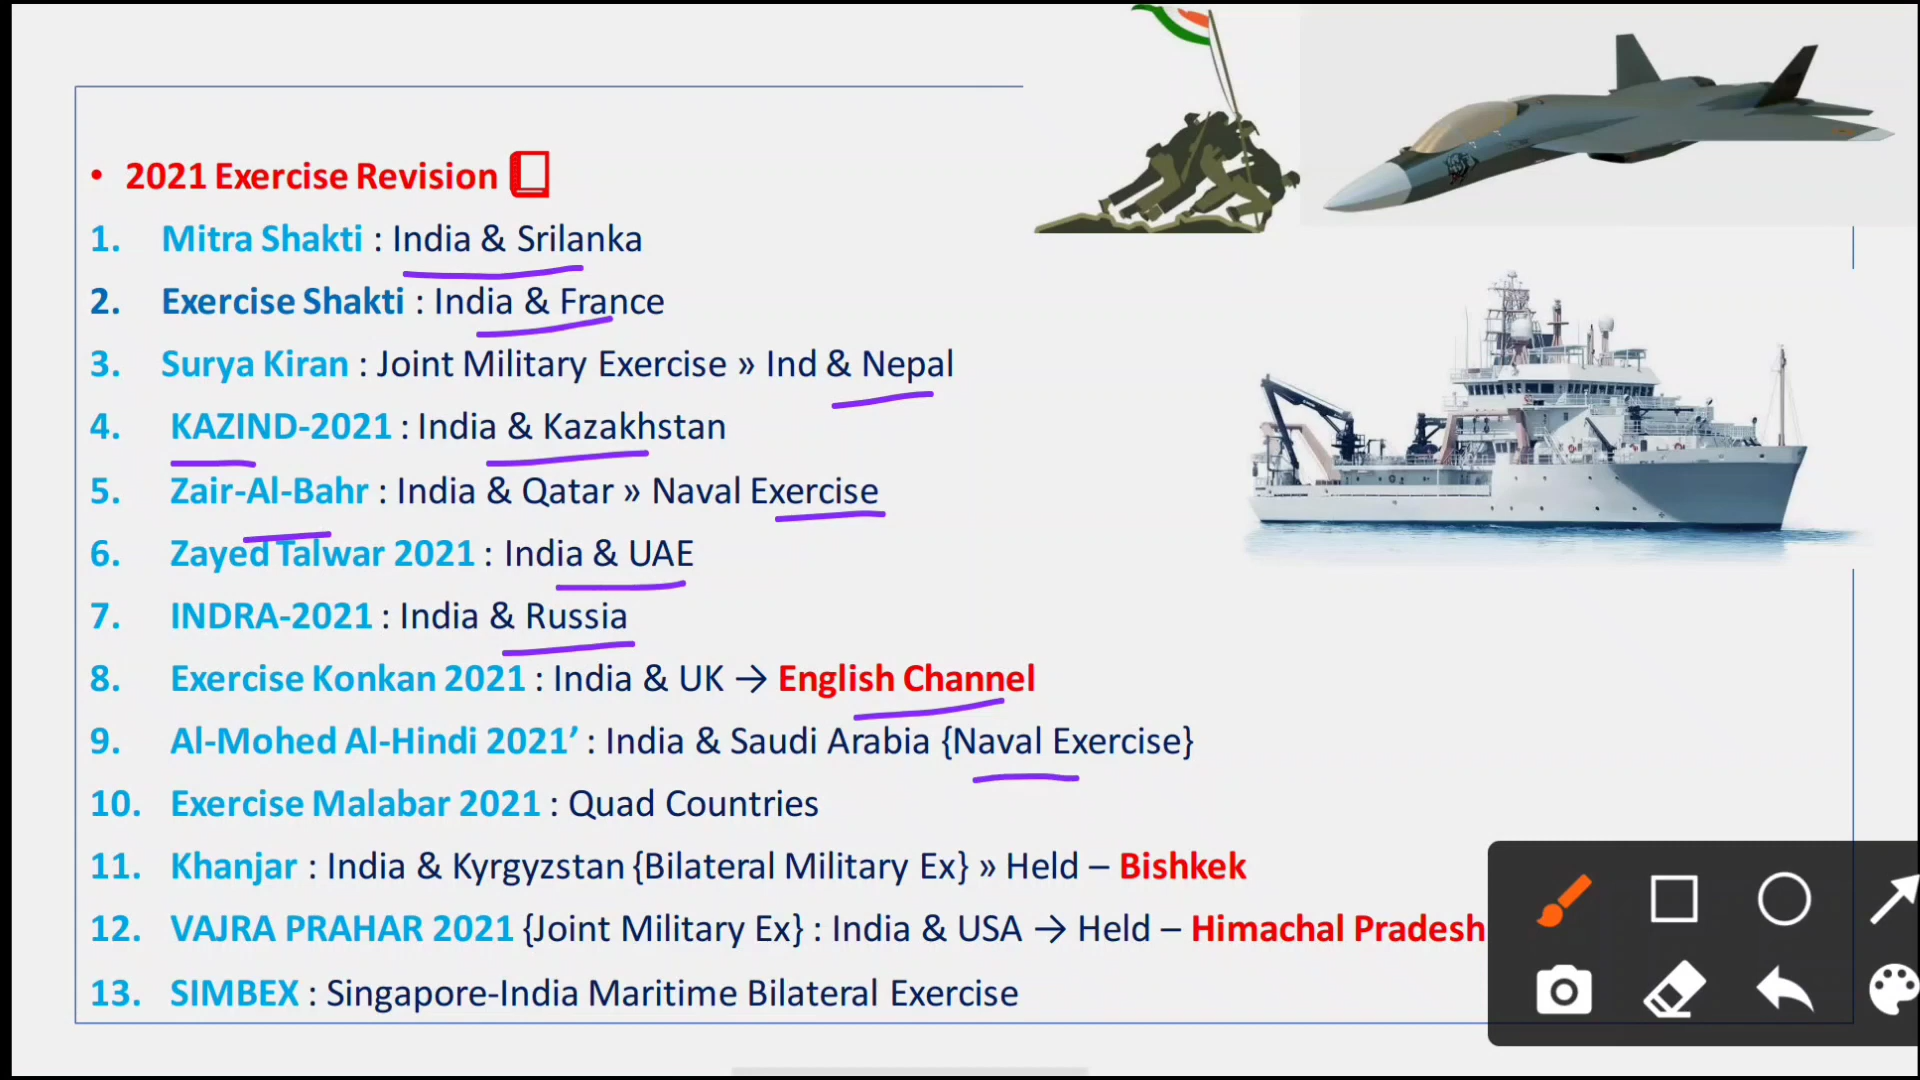 • 2021 Exercise Revision
1. Mitra Shakti : India & Srilanka
2. Exercise Shakti : India & France
3. Surya Kiran : Joint Military Exercise » Ind & Nepal
4. KAZIND-2021 : India & Kazakhstan
5. Zair-Al-Bahr : India & Qatar » Naval Exercise
6. Zayed Talwar 2021 : India & UAE
7. INDRA-2021 : India & Russia
8. Exercise Konkan 2021 : India & UK → English Channel
9. Al-Mohed Al-Hindi 2021’ : India & Saudi Arabia {Naval Exercise}
10. Exercise Malabar 2021 : Quad Countries
11. Khanjar : India & Kyrgyzstan {Bilateral Military Ex} » Held – Bishkek
12. VAJRA PRAHAR 2021 {Joint Military Ex} : India & USA → Held – Himachal Pradesh
13. SIMBEX : Singapore-India Maritime Bilateral Exercise